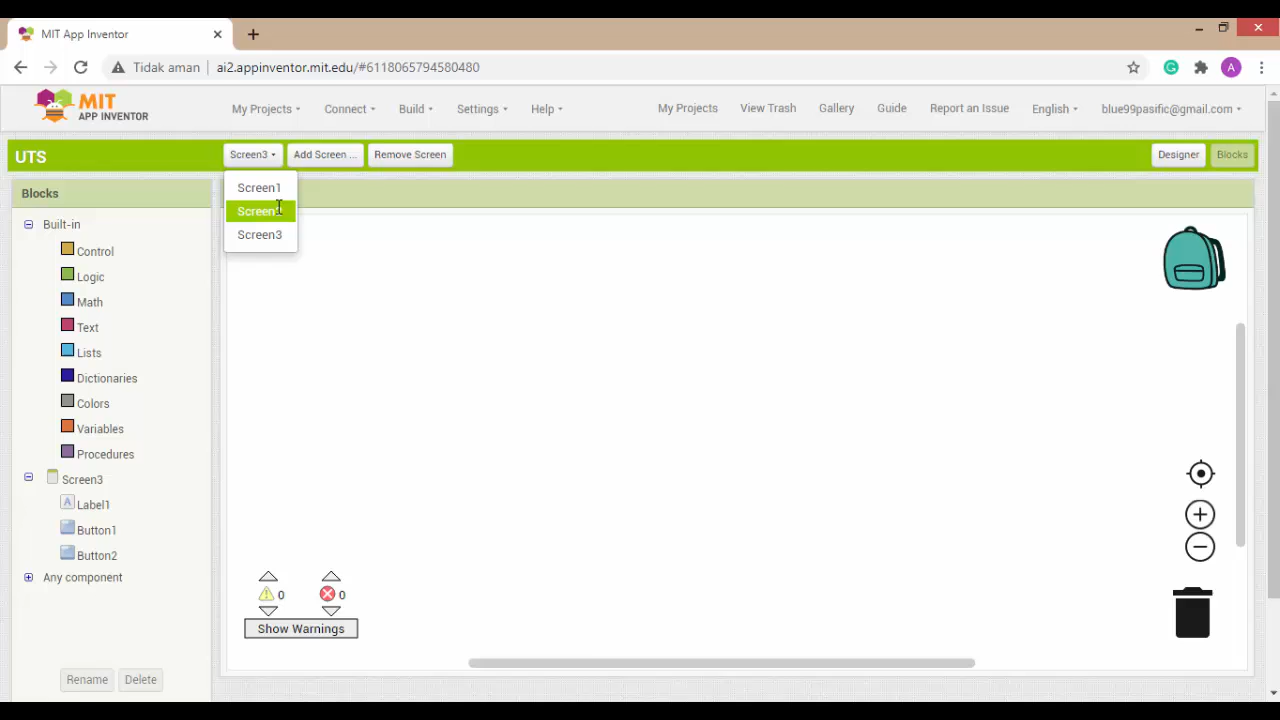 MIT App Inventor
Tidak aman
ai2.appinventor.mit.edu/#6118065794580480
A
MIT
APP INVENTOR
My Projects
Connect
Build
Settings
Help
My Projects
View Trash
Gallery
Guide
Report an Issue
English
blue99pasific@gmail.com
UTS
Screen3
Add Screen ...
Remove Screen
Designer
Blocks
Blocks
Screen1
Screen2
Screen3
Built-in
Control
Logic
Math
Text
Lists
Dictionaries
Colors
Variables
Procedures
Screen3
A
Label1
Button1
Button2
Any component
0
0
Show Warnings
Rename
Delete